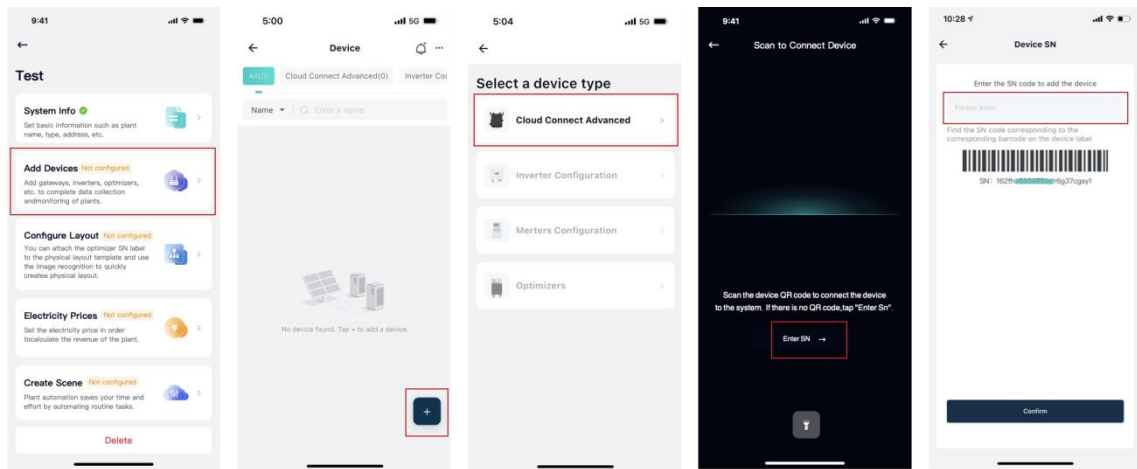 9:41
Test
System Info
Set basic information such as plant
name, type, address, etc.
Add Devices Not configured
Add gateways, inverters, optimizers,
etc. to complete data collection
andmonitoring of plants.
Configure Layout Not configured
You can attach the optimizer SN label
to the physical layout template and use
the image recognition to quickly
createa physical layout.
Electricity Prices Not configured
Set the electricity price in order
tocalculate the revenue of the plant.
Create Scene Not configured
Plant automation saves your time and
effort by automating routine tasks.
Delete
5:00
5G
Device
All(0)
Cloud Connect Advanced(0)
Inverter Co
Name
Enter a name
No device found. Tap + to add a device.
+
5:04
5G
Select a device type
Cloud Connect Advanced
Inverter Configuration
Merters Configuration
Optimizers
9:41
Scan to Connect Device
Scan the device QR code to connect the device
to the system. If there is no QR code,tap "Enter Sn".
Enter SN →
10:28
Device SN
Enter the SN code to add the device
Please enter
Find the SN code corresponding to the
corresponding barcode on the device label
SN:
Confirm